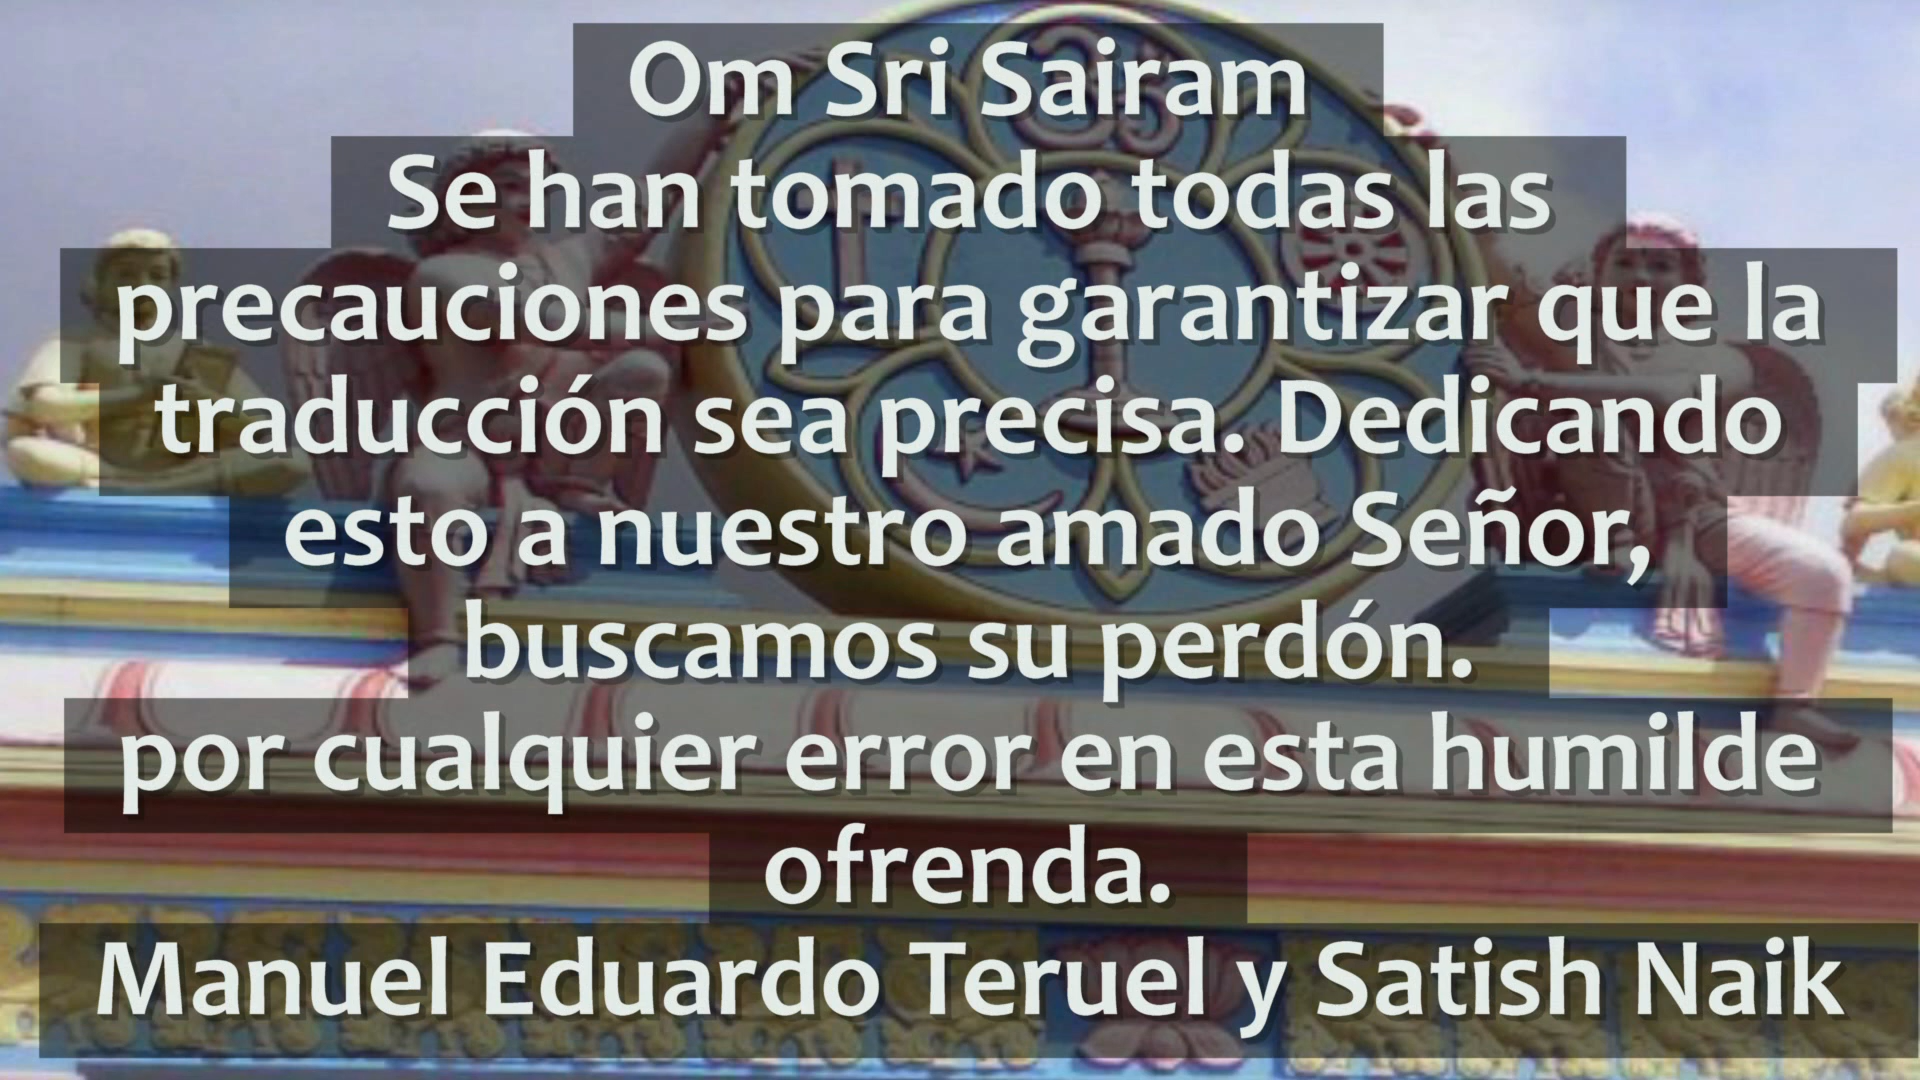 Om Sri Sairam
Se han tomado todas las
precauciones para garantizar que la
traducción sea precisa. Dedicando
esto a nuestro amado Señor,
buscamos su perdón.
por cualquier error en esta humilde
ofrenda.
Manuel Eduardo Teruel y Satish Naik